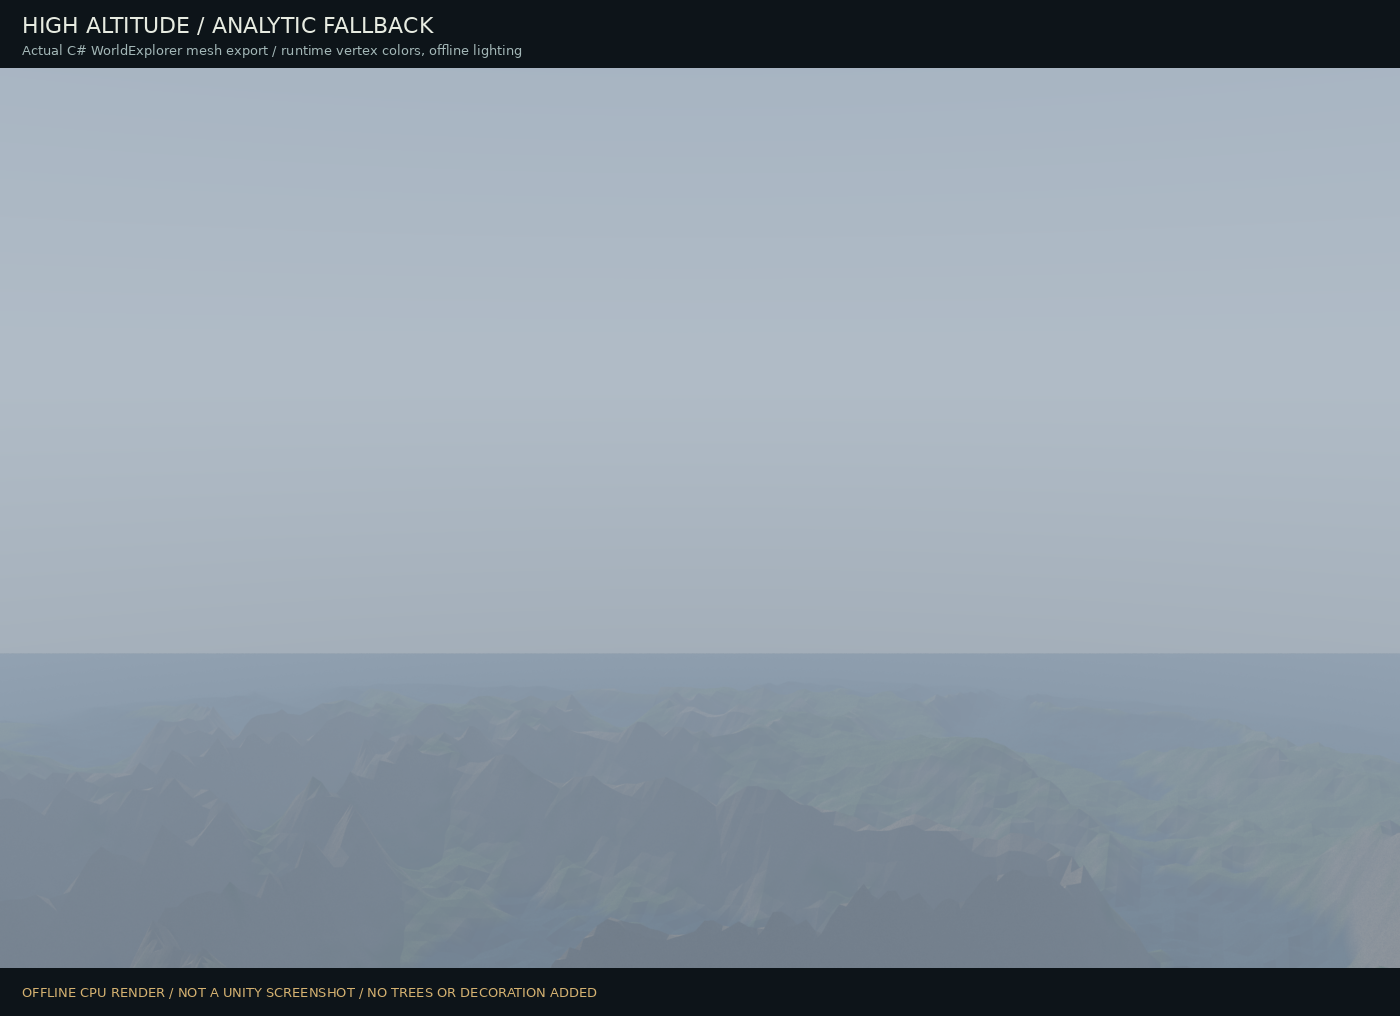 HIGH ALTITUDE / ANALYTIC FALLBACK
Actual C# WorldExplorer mesh export / runtime vertex colors, offline lighting
OFFLINE CPU RENDER / NOT A UNITY SCREENSHOT / NO TREES OR DECORATION ADDED